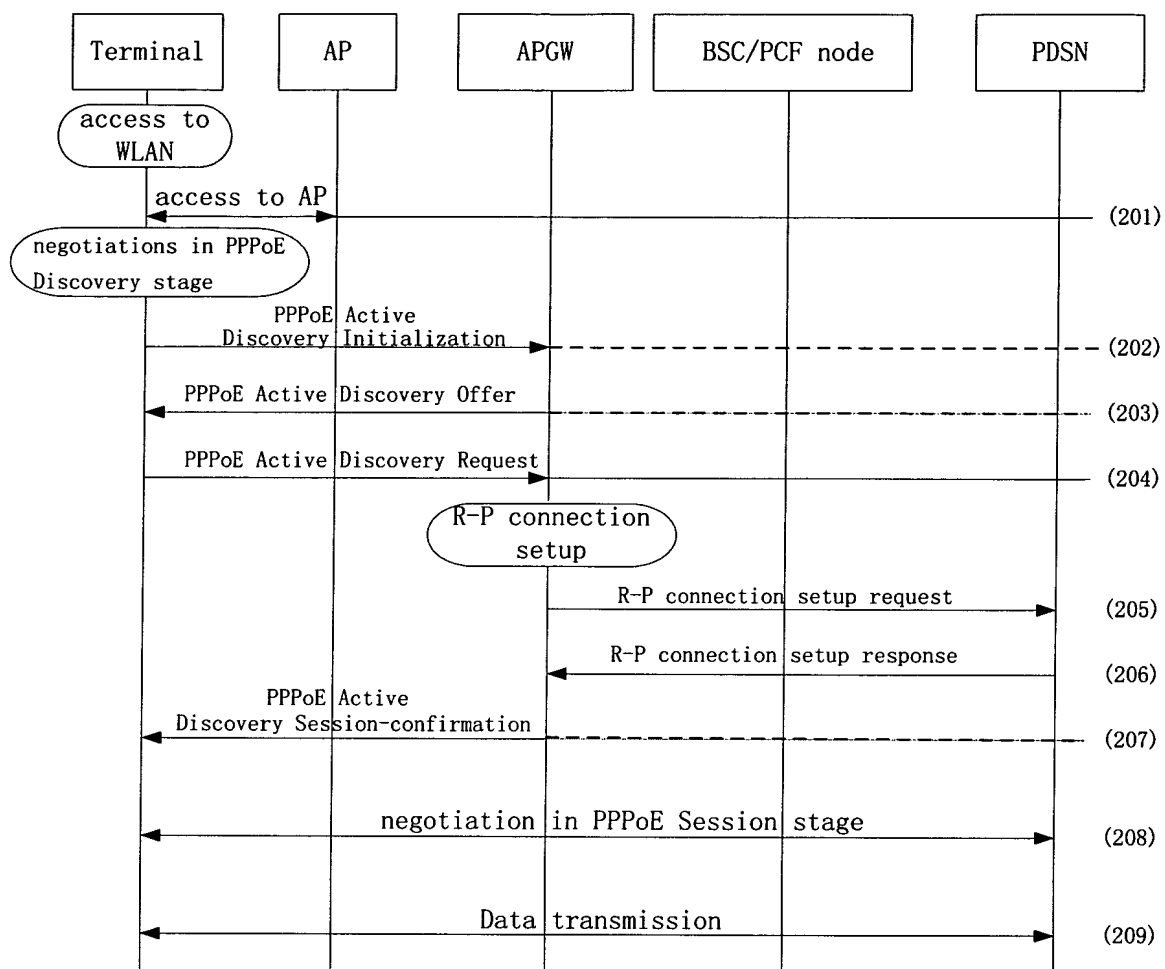 Terminal
AP
APGW
BSC/PCF node
PDSN
access to
WLAN
access to AP
(201)
negotiations in PPPoE
Discovery stage
PPPoE Active
Discovery Initialization
(202)
PPPoE Active Discovery Offer
(203)
PPPoE Active Discovery Request
(204)
R-P connection
setup
R-P connection setup request
(205)
R-P connection setup response
(206)
PPPoE Active
Discovery Session-confirmation
(207)
negotiation in PPPoE Session stage
(208)
Data transmission
(209)